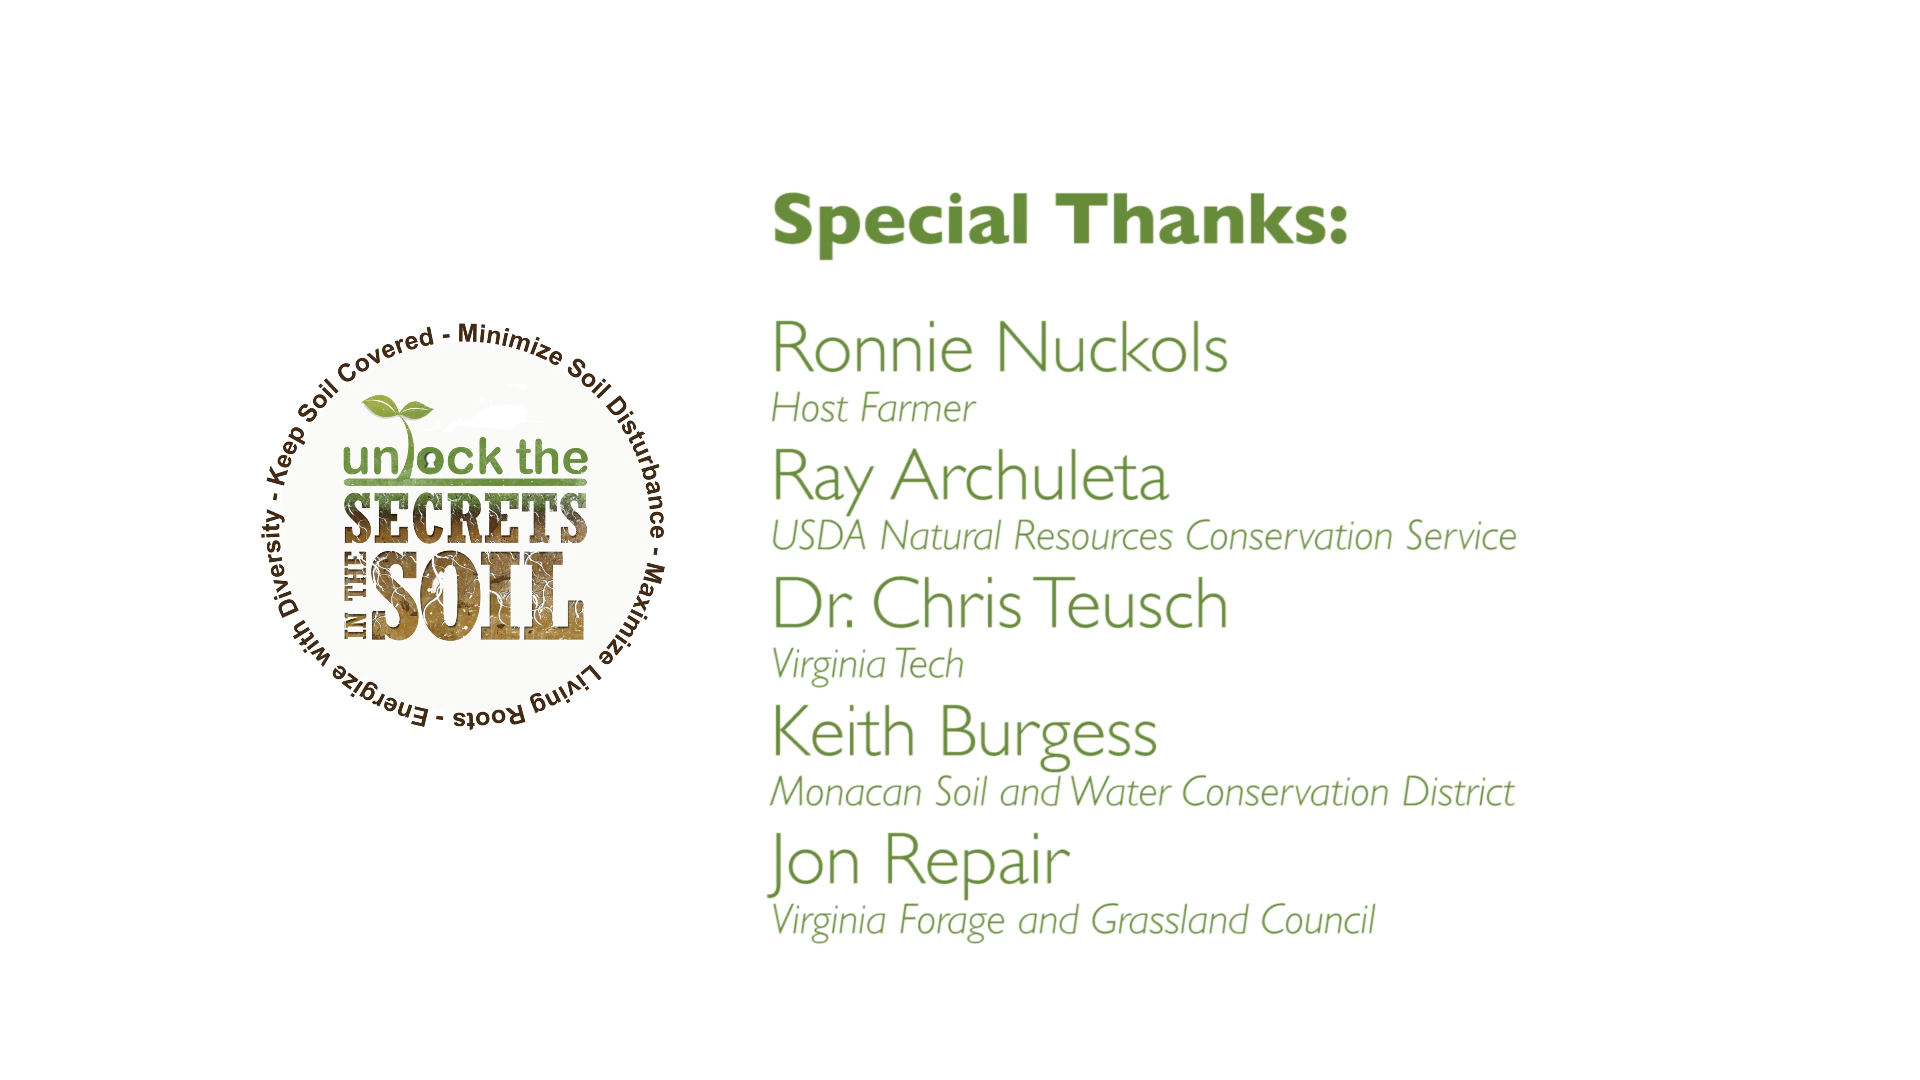 Keep Soil Covered - Minimize Soil Disturbance - Maximize Living Roots - Energize with Diversity -
unlock the
SECRETS
IN THE
SOIL
Special Thanks:
Ronnie Nuckols
Host Farmer
Ray Archuleta
USDA Natural Resources Conservation Service
Dr. Chris Teusch
Virginia Tech
Keith Burgess
Monacan Soil and Water Conservation District
Jon Repair
Virginia Forage and Grassland Council